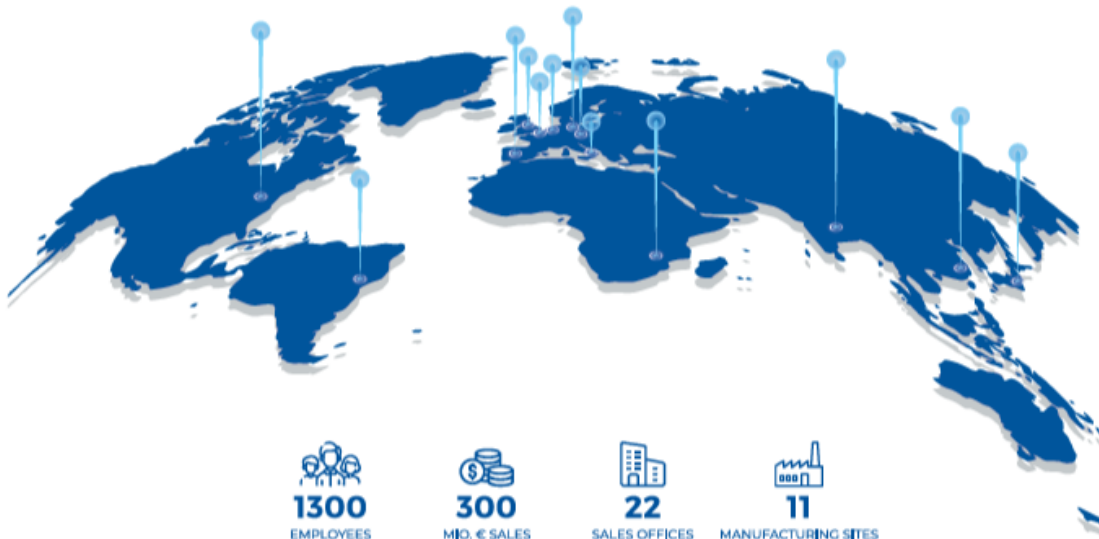 1300
EMPLOYEES
300
MIO. € SALES
22
SALES OFFICES
11
MANUFACTURING SITES